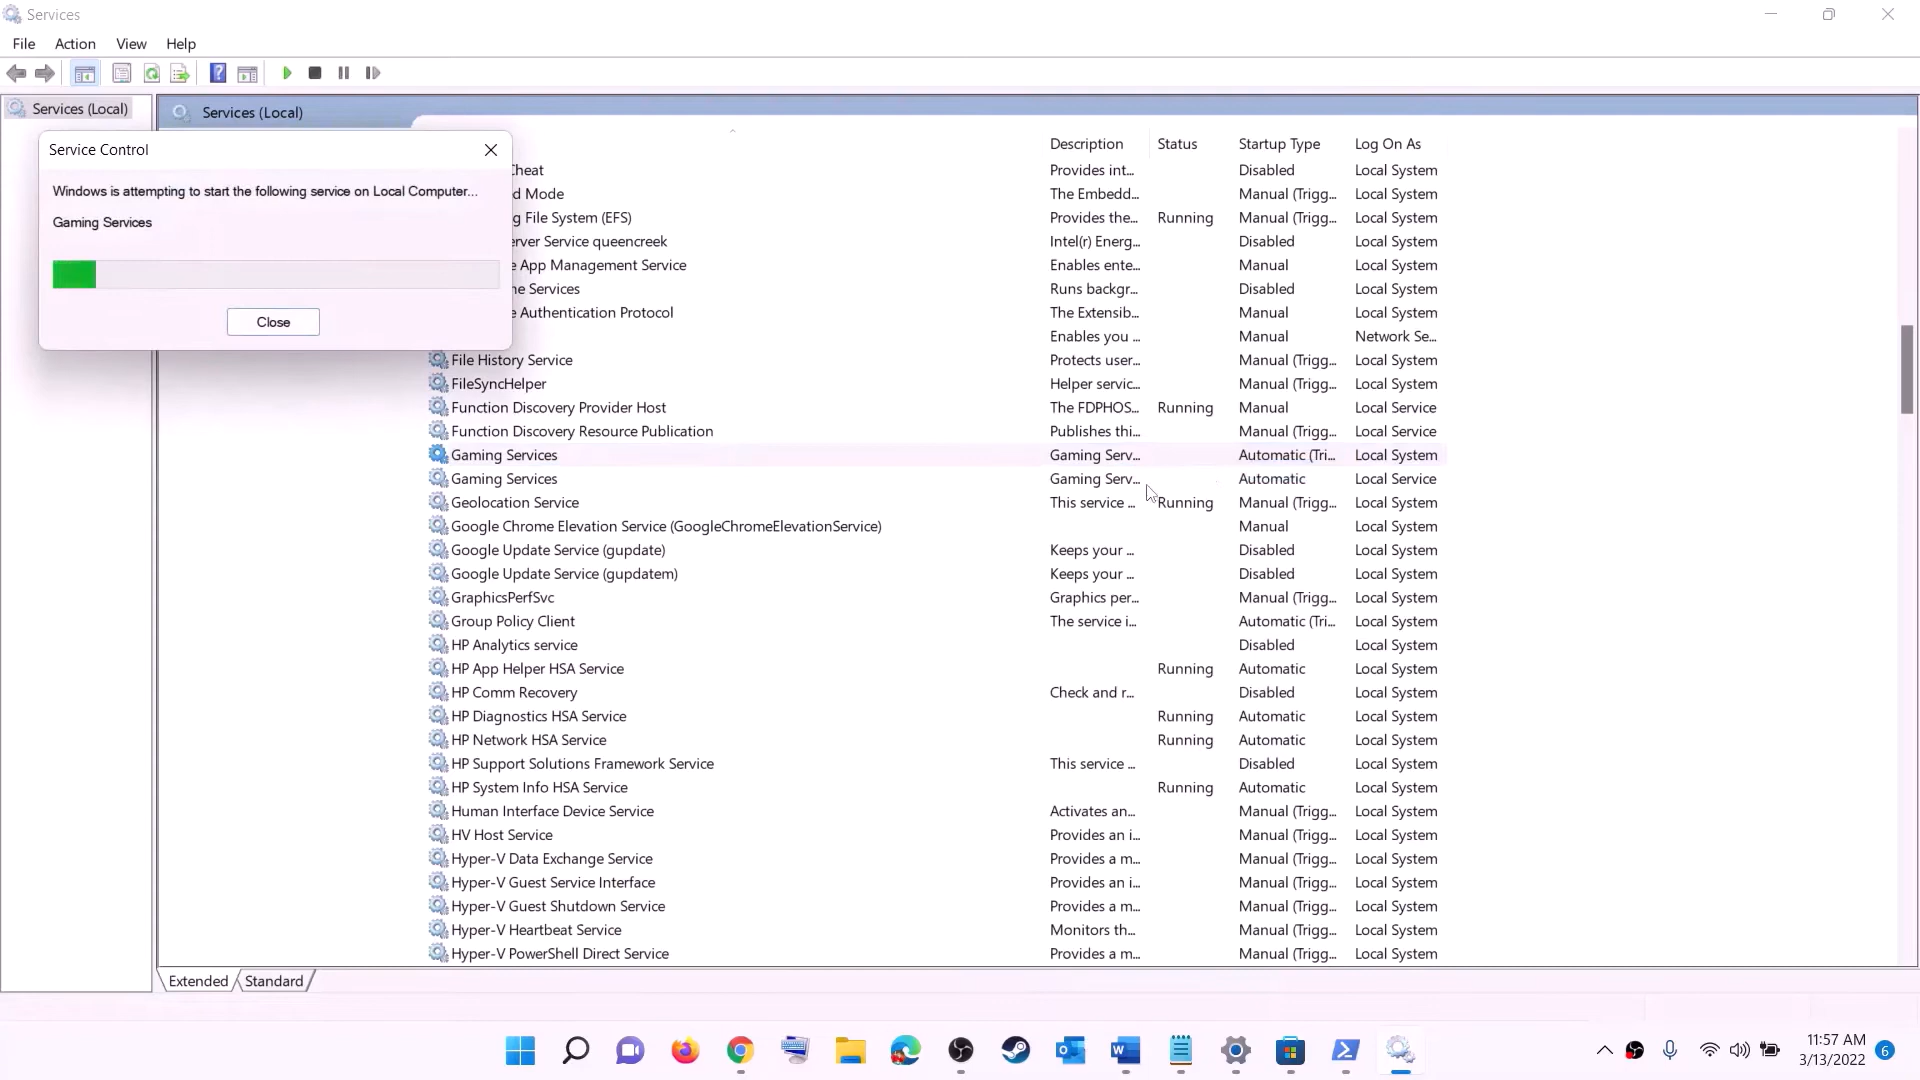 Services
File Action View Help
Services (Local)
Services (Local)
Service Control
Windows is attempting to start the following service on Local Computer...
Gaming Services
Close
Description Status Startup Type Log On As
Cheat Provides int... Disabled Local System
d Mode The Embedd... Manual (Trigg... Local System
g File System (EFS) Provides the... Running Manual (Trigg... Local System
erver Service queencreek Intel(r) Energ... Disabled Local System
e App Management Service Enables ente... Manual Local System
ne Services Runs backgr... Disabled Local System
e Authentication Protocol The Extensib... Manual Local System
Enables you ... Manual Network Se...
File History Service Protects user... Manual (Trigg... Local System
FileSyncHelper Helper servic... Manual (Trigg... Local System
Function Discovery Provider Host The FDPHOS... Running Manual Local Service
Function Discovery Resource Publication Publishes thi... Manual (Trigg... Local Service
Gaming Services Gaming Serv... Automatic (Tri... Local System
Gaming Services Gaming Serv... Automatic Local Service
Geolocation Service This service ... Running Manual (Trigg... Local System
Google Chrome Elevation Service (GoogleChromeElevationService) Manual Local System
Google Update Service (gupdate) Keeps your ... Disabled Local System
Google Update Service (gupdatem) Keeps your ... Disabled Local System
GraphicsPerfSvc Graphics per... Manual (Trigg... Local System
Group Policy Client The service i... Automatic (Tri... Local System
HP Analytics service Disabled Local System
HP App Helper HSA Service Running Automatic Local System
HP Comm Recovery Check and r... Disabled Local System
HP Diagnostics HSA Service Running Automatic Local System
HP Network HSA Service Running Automatic Local System
HP Support Solutions Framework Service This service ... Disabled Local System
HP System Info HSA Service Running Automatic Local System
Human Interface Device Service Activates an... Manual (Trigg... Local System
HV Host Service Provides an i... Manual (Trigg... Local System
Hyper-V Data Exchange Service Provides a m... Manual (Trigg... Local System
Hyper-V Guest Service Interface Provides an i... Manual (Trigg... Local System
Hyper-V Guest Shutdown Service Provides a m... Manual (Trigg... Local System
Hyper-V Heartbeat Service Monitors th... Manual (Trigg... Local System
Hyper-V PowerShell Direct Service Provides a m... Manual (Trigg... Local System
Extended Standard
11:57 AM
3/13/2022
6